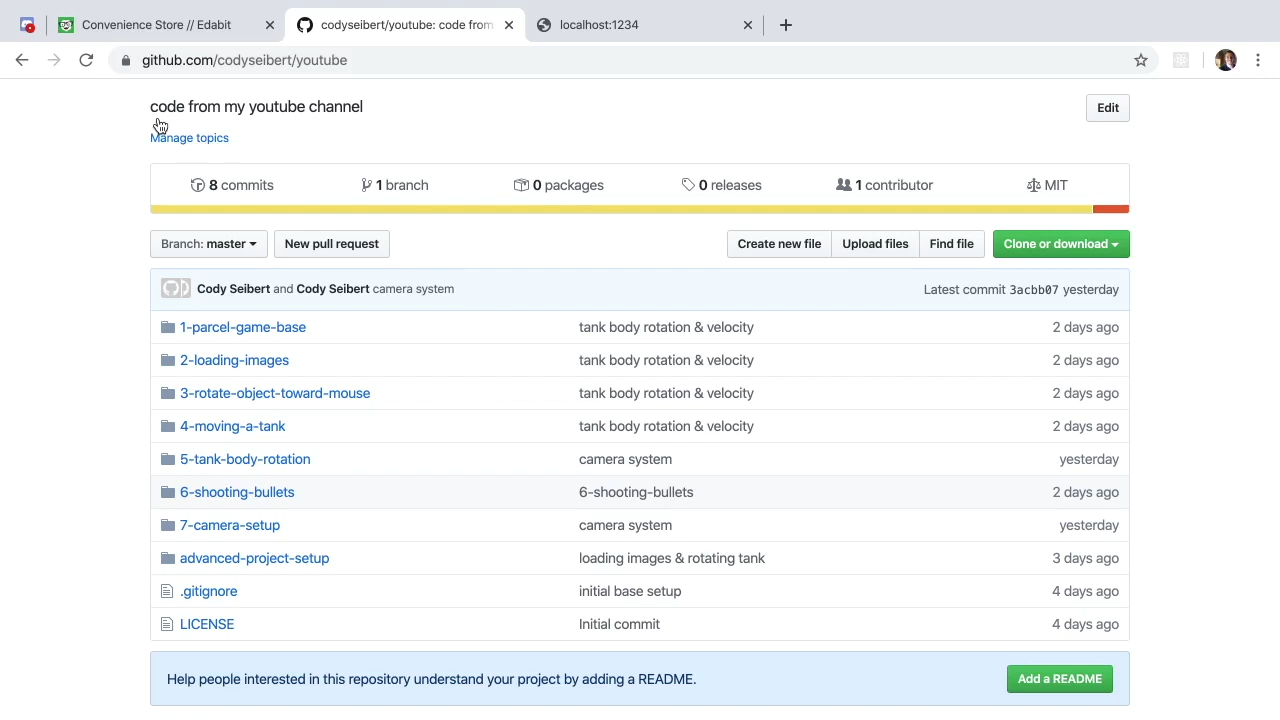 Convenience Store // Edabit
codyseibert/youtube: code from
localhost:1234
github.com/codyseibert/youtube
code from my youtube channel
Edit
Manage topics
8 commits
1 branch
0 packages
0 releases
1 contributor
MIT
Branch: master
New pull request
Create new file
Upload files
Find file
Clone or download
Cody Seibert and Cody Seibert camera system
Latest commit 3acbb07 yesterday
1-parcel-game-base tank body rotation & velocity 2 days ago
2-loading-images tank body rotation & velocity 2 days ago
3-rotate-object-toward-mouse tank body rotation & velocity 2 days ago
4-moving-a-tank tank body rotation & velocity 2 days ago
5-tank-body-rotation camera system yesterday
6-shooting-bullets 6-shooting-bullets 2 days ago
7-camera-setup camera system yesterday
advanced-project-setup loading images & rotating tank 3 days ago
.gitignore initial base setup 4 days ago
LICENSE Initial commit 4 days ago
Help people interested in this repository understand your project by adding a README.
Add a README